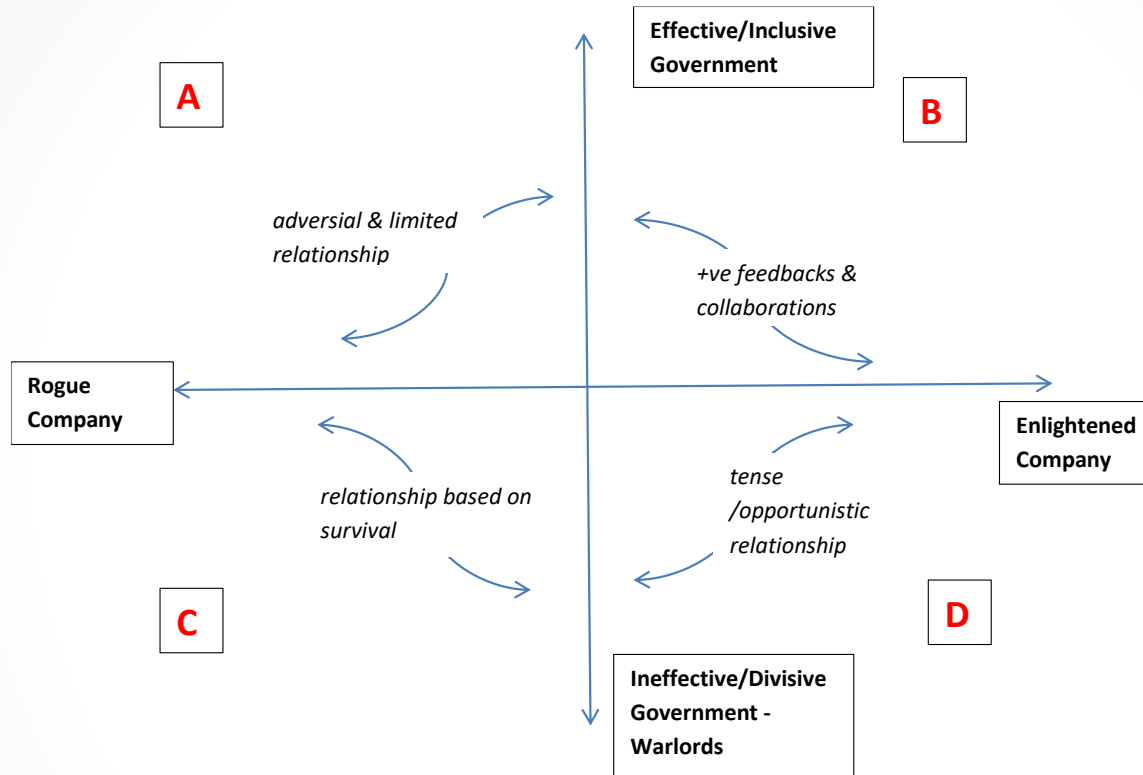 Effective/Inclusive
Government
A
B
adversial & limited
relationship
+ve feedbacks &
collaborations
Rogue
Company
Enlightened
Company
relationship based on
survival
tense
/opportunistic
relationship
C
D
Ineffective/Divisive
Government -
Warlords